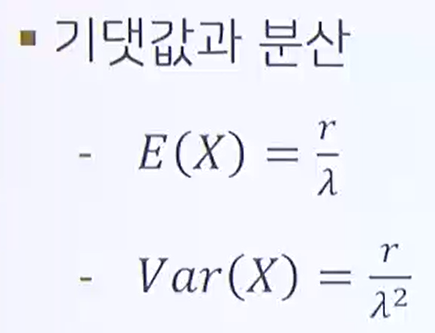 ▪ 기댓값과 분산
- E(X) = r/λ
- Var(X) = r/λ²